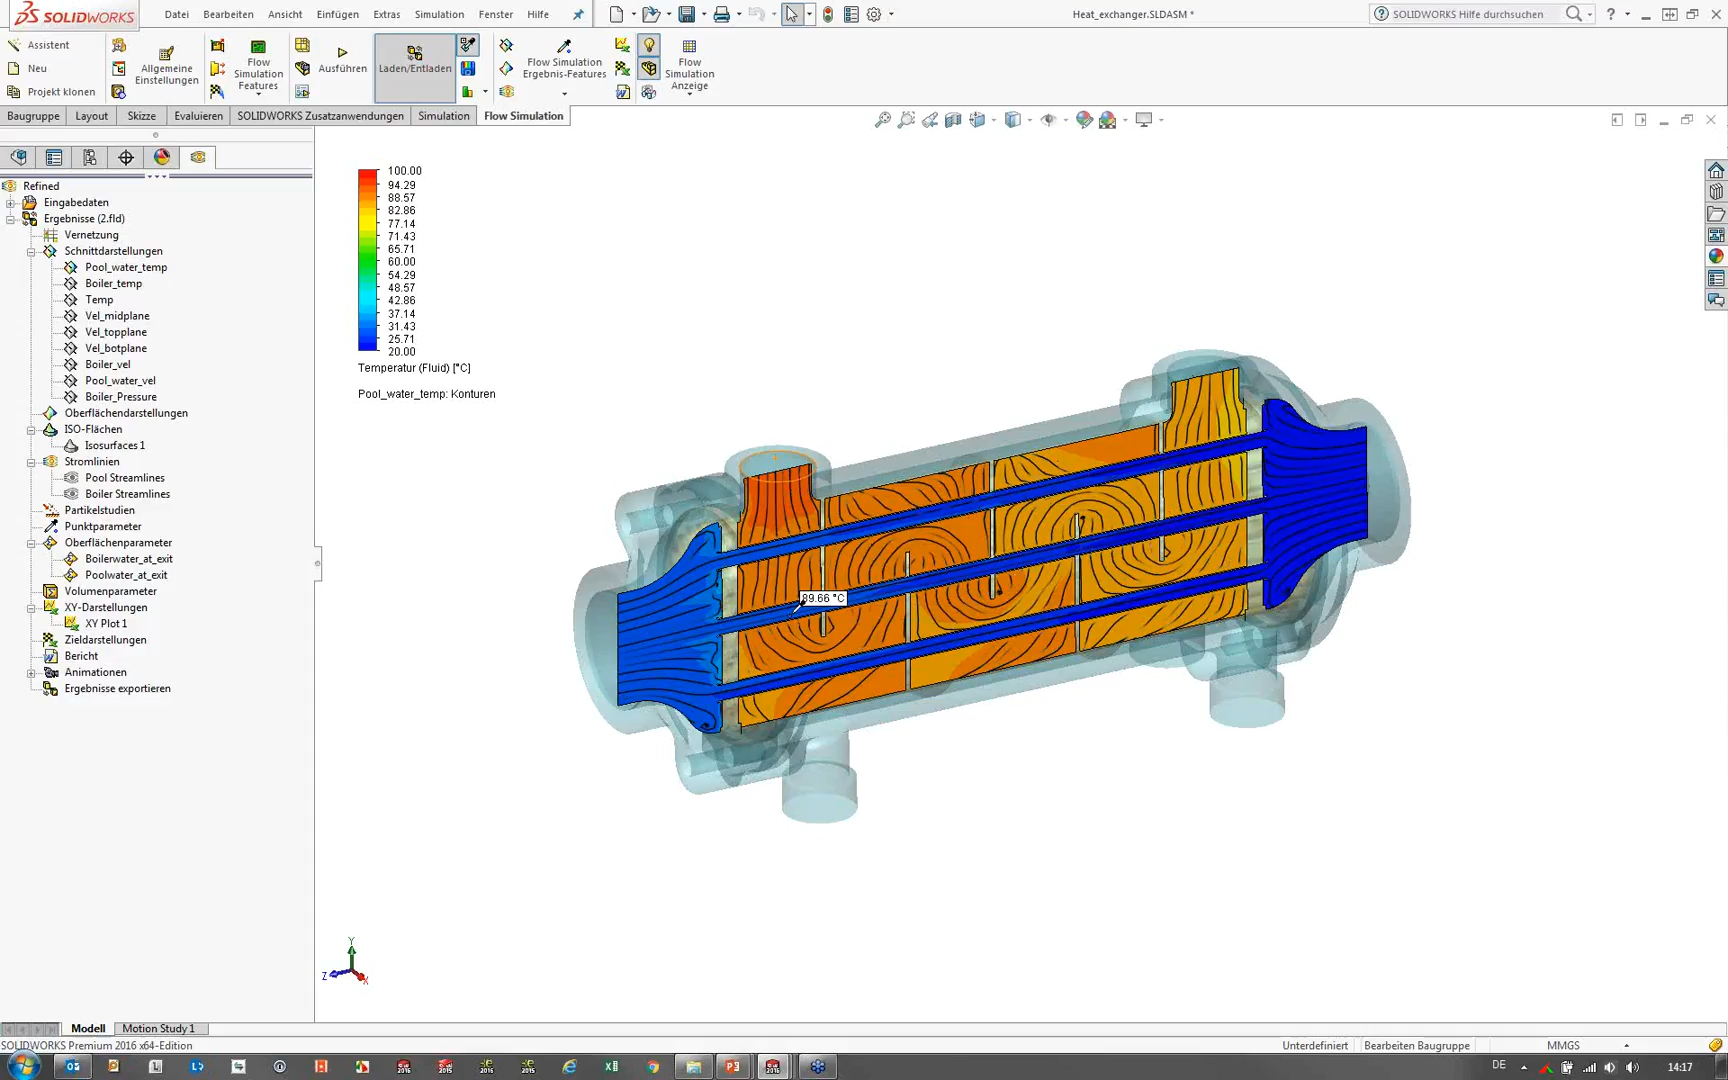 SOLIDWORKS
Datei Bearbeiten Ansicht Einfügen Extras Simulation Fenster Hilfe
Heat_exchanger.SLDASM *
SOLIDWORKS Hilfe durchsuchen
Assistent
Neu
Projekt klonen
Allgemeine
Einstellungen
Flow
Simulation
Features
Ausführen
Laden/Entladen
Flow Simulation
Ergebnis-Features
Flow
Simulation
Anzeige
Baugruppe Layout Skizze Evaluieren SOLIDWORKS Zusatzanwendungen Simulation Flow Simulation
Refined
Eingabedaten
Ergebnisse (2.fld)
Vernetzung
Schnittdarstellungen
Pool_water_temp
Boiler_temp
Temp
Vel_midplane
Vel_topplane
Vel_botplane
Boiler_vel
Pool_water_vel
Boiler_Pressure
Oberflächendarstellungen
ISO-Flächen
Isosurfaces 1
Stromlinien
Pool Streamlines
Boiler Streamlines
Partikelstudien
Punktparameter
Oberflächenparameter
Boilerwater_at_exit
Poolwater_at_exit
Volumenparameter
XY-Darstellungen
XY Plot 1
Zieldarstellungen
Bericht
Animationen
Ergebnisse exportieren
100.00
94.29
88.57
82.86
77.14
71.43
65.71
60.00
54.29
48.57
42.86
37.14
31.43
25.71
20.00
Temperatur (Fluid) [°C]
Pool_water_temp: Konturen
89.66 °C
Y
Z
X
Modell Motion Study 1
SOLIDWORKS Premium 2016 x64-Edition
Unterdefiniert Bearbeiten Baugruppe MMGS
DE
14:17